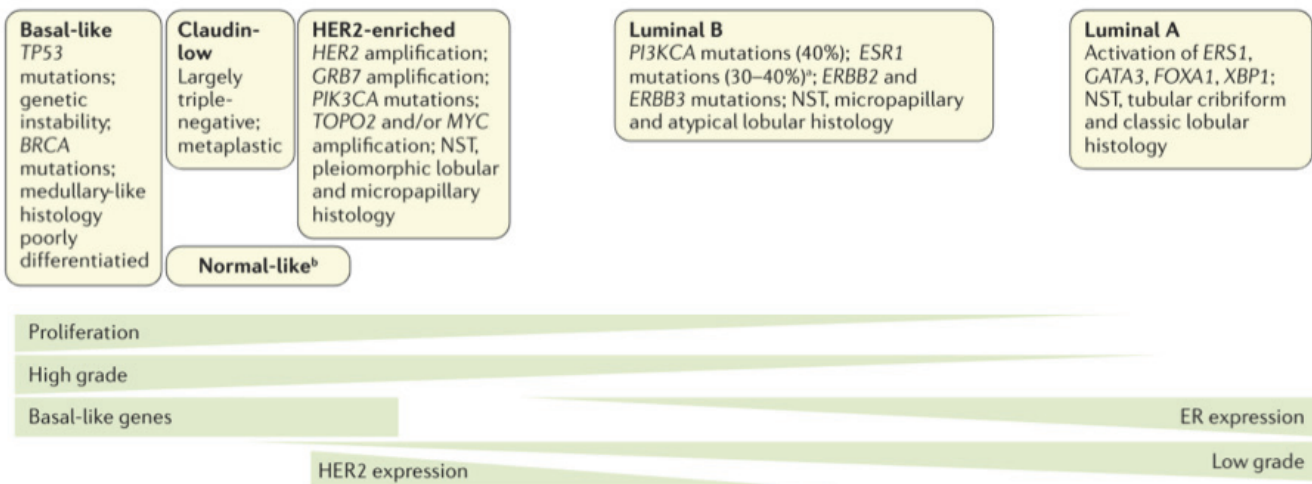 Basal-like
TP53
mutations;
genetic
instability;
BRCA
mutations;
medullary-like
histology
poorly
differentiatied
Claudin-
low
Largely
triple-
negative;
metaplastic
HER2-enriched
HER2 amplification;
GRB7 amplification;
PIK3CA mutations;
TOPO2 and/or MYC
amplification; NST,
pleiomorphic lobular
and micropapillary
histology
Normal-likeᵇ
Luminal B
PI3KCA mutations (40%); ESR1
mutations (30–40%)ᵃ; ERBB2 and
ERBB3 mutations; NST, micropapillary
and atypical lobular histology
Luminal A
Activation of ERS1,
GATA3, FOXA1, XBP1;
NST, tubular cribriform
and classic lobular
histology
Proliferation
High grade
Basal-like genes
ER expression
Low grade
HER2 expression